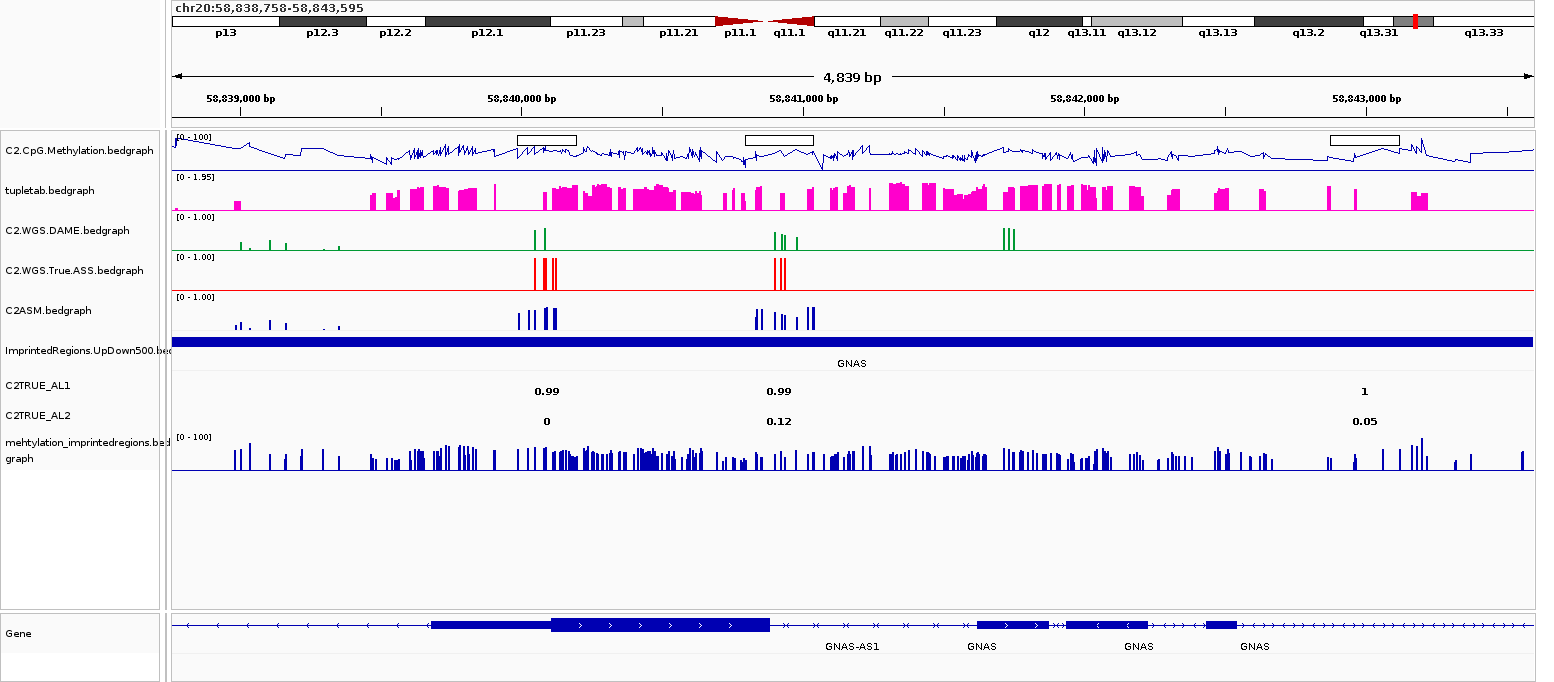 chr20:58,838,758-58,843,595
p13 p12.3 p12.2 p12.1 p11.23 p11.21 p11.1 q11.1 q11.21 q11.22 q11.23 q12 q13.11 q13.12 q13.13 q13.2 q13.31 q13.33
4,839 bp
58,839,000 bp 58,840,000 bp 58,841,000 bp 58,842,000 bp 58,843,000 bp
[0 - 100]
C2.CpG.Methylation.bedgraph
[0 - 1.95]
tupletab.bedgraph
[0 - 1.00]
C2.WGS.DAME.bedgraph
[0 - 1.00]
C2.WGS.True.ASS.bedgraph
[0 - 1.00]
C2ASM.bedgraph
ImprintedRegions.UpDown500.bec
GNAS
C2TRUE_AL1 0.99 0.99 1
C2TRUE_AL2 0 0.12 0.05
mehtylation_imprintedregions.bed [0 - 100]
graph
Gene
GNAS-AS1 GNAS GNAS GNAS